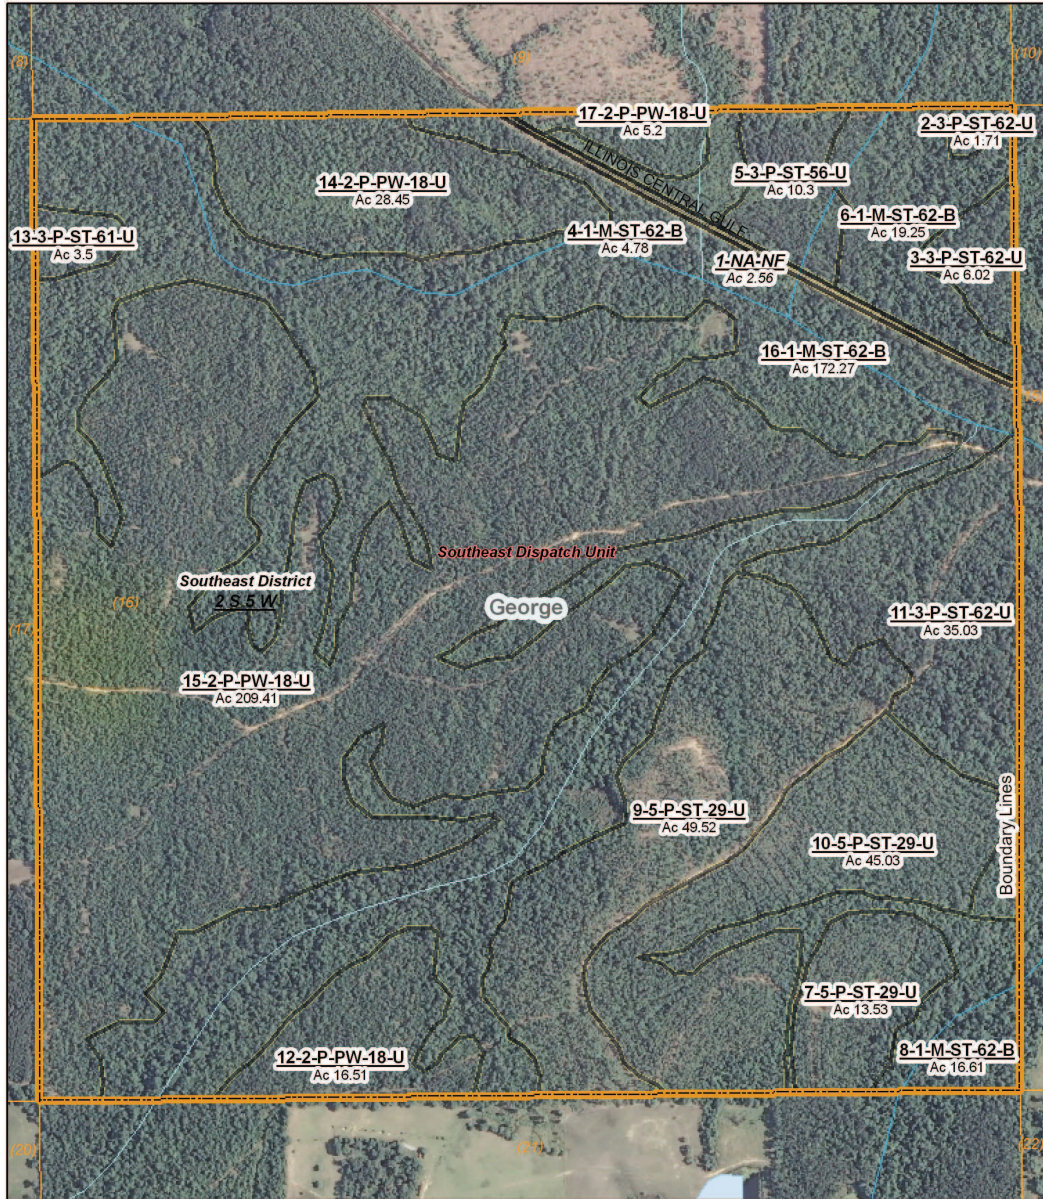 (8)
(9)
(10)
17-2-P-PW-18-U
Ac 5.2
2-3-P-ST-62-U
Ac 1.71
ILLINOIS CENTRAL GULF
14-2-P-PW-18-U
Ac 28.45
5-3-P-ST-56-U
Ac 10.3
6-1-M-ST-62-B
Ac 19.25
13-3-P-ST-61-U
Ac 3.5
4-1-M-ST-62-B
Ac 4.78
1-NA-NF
Ac 2.56
3-3-P-ST-62-U
Ac 6.02
16-1-M-ST-62-B
Ac 172.27
Southeast Dispatch Unit
Southeast District
2 S 5 W
(16)
George
(17)
11-3-P-ST-62-U
Ac 35.03
15-2-P-PW-18-U
Ac 209.41
9-5-P-ST-29-U
Ac 49.52
10-5-P-ST-29-U
Ac 45.03
Boundary Lines
7-5-P-ST-29-U
Ac 13.53
12-2-P-PW-18-U
Ac 16.51
8-1-M-ST-62-B
Ac 16.61
(20)
(21)
(22)